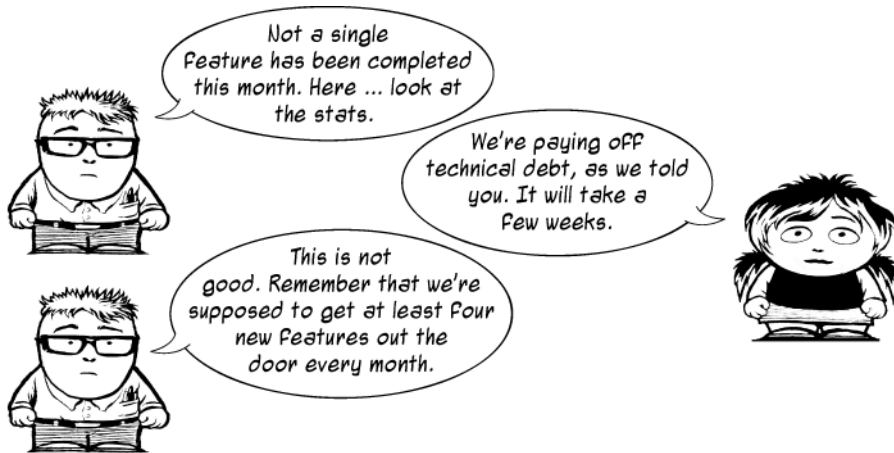 Not a single
feature has been completed
this month. Here ... look at
the stats.
We're paying off
technical debt, as we told
you. It will take a
few weeks.
This is not
good. Remember that we're
supposed to get at least four
new features out the
door every month.